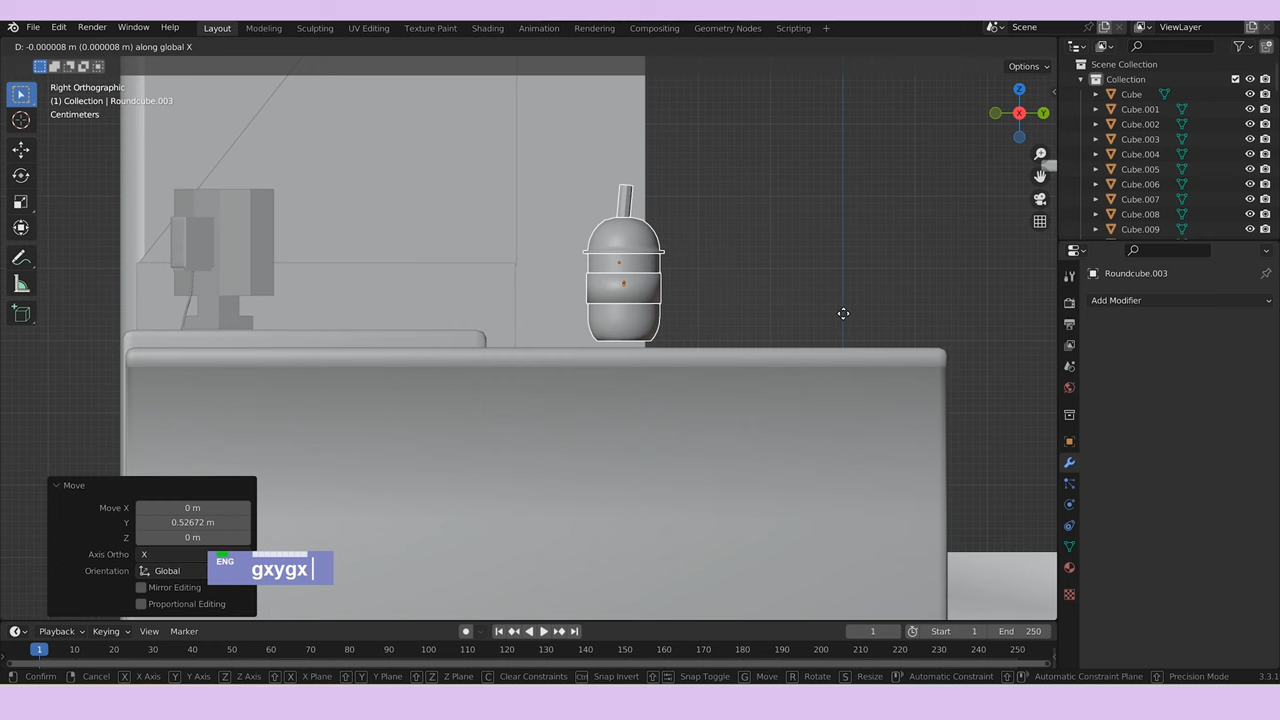 File Edit Render Window Help Layout Modeling Sculpting UV Editing Texture Paint Shading Animation Rendering Compositing Geometry Nodes Scripting + Scene ViewLayer
D: -0.000008 m (0.000008 m) along global X
Options
Right Orthographic
(1) Collection | Roundcube.003
Centimeters
Z
X
Y
Scene Collection
Collection
Cube
Cube.001
Cube.002
Cube.003
Cube.004
Cube.005
Cube.006
Cube.007
Cube.008
Cube.009
Roundcube.003
Add Modifier
Move
Move X 0 m
Y 0.52672 m
Z 0 m
Axis Ortho X
Orientation Global
Mirror Editing
Proportional Editing
ENG gxygx
Playback Keying View Marker 1 Start 1 End 250
1 10 20 30 40 50 60 70 80 90 100 110 120 130 140 150 160 170 180 190 200 210 220 230 240 250
Confirm Cancel X X Axis Y Y Axis Z Z Axis X X Plane Y Y Plane Z Z Plane C Clear Constraints Ctrl Snap Invert Snap Toggle G Move R Rotate S Resize Automatic Constraint Automatic Constraint Plane Precision Mode 3.3.1